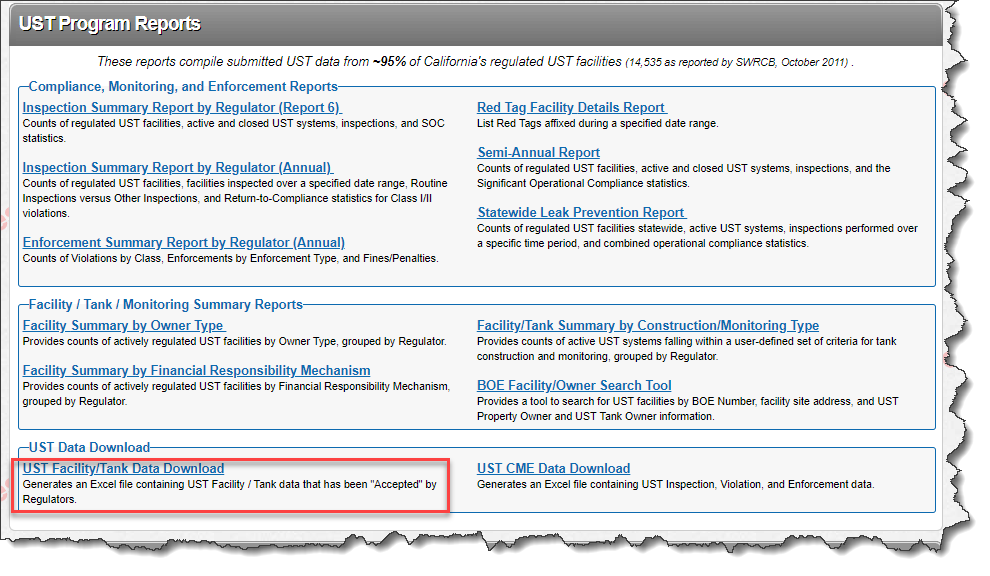 UST Program Reports
These reports compile submitted UST data from ~95% of California's regulated UST facilities (14,535 as reported by SWRCB, October 2011) .
Compliance, Monitoring, and Enforcement Reports
Inspection Summary Report by Regulator (Report 6)
Counts of regulated UST facilities, active and closed UST systems, inspections, and SOC
statistics.
Inspection Summary Report by Regulator (Annual)
Counts of regulated UST facilities, facilities inspected over a specified date range, Routine
Inspections versus Other Inspections, and Return-to-Compliance statistics for Class I/II
violations.
Enforcement Summary Report by Regulator (Annual)
Counts of Violations by Class, Enforcements by Enforcement Type, and Fines/Penalties.
Red Tag Facility Details Report
List Red Tags affixed during a specified date range.
Semi-Annual Report
Counts of regulated UST facilities, active and closed UST systems, inspections, and the
Significant Operational Compliance statistics.
Statewide Leak Prevention Report
Counts of regulated UST facilities statewide, active UST systems, inspections performed over
a specific time period, and combined operational compliance statistics.
Facility / Tank / Monitoring Summary Reports
Facility Summary by Owner Type
Provides counts of actively regulated UST facilities by Owner Type, grouped by Regulator.
Facility Summary by Financial Responsibility Mechanism
Provides counts of actively regulated UST facilities by Financial Responsibility Mechanism,
grouped by Regulator.
Facility/Tank Summary by Construction/Monitoring Type
Provides counts of active UST systems falling within a user-defined set of criteria for tank
construction and monitoring, grouped by Regulator.
BOE Facility/Owner Search Tool
Provides a tool to search for UST facilities by BOE Number, facility site address, and UST
Property Owner and UST Tank Owner information.
UST Data Download
UST Facility/Tank Data Download
Generates an Excel file containing UST Facility / Tank data that has been "Accepted" by
Regulators.
UST CME Data Download
Generates an Excel file containing UST Inspection, Violation, and Enforcement data.